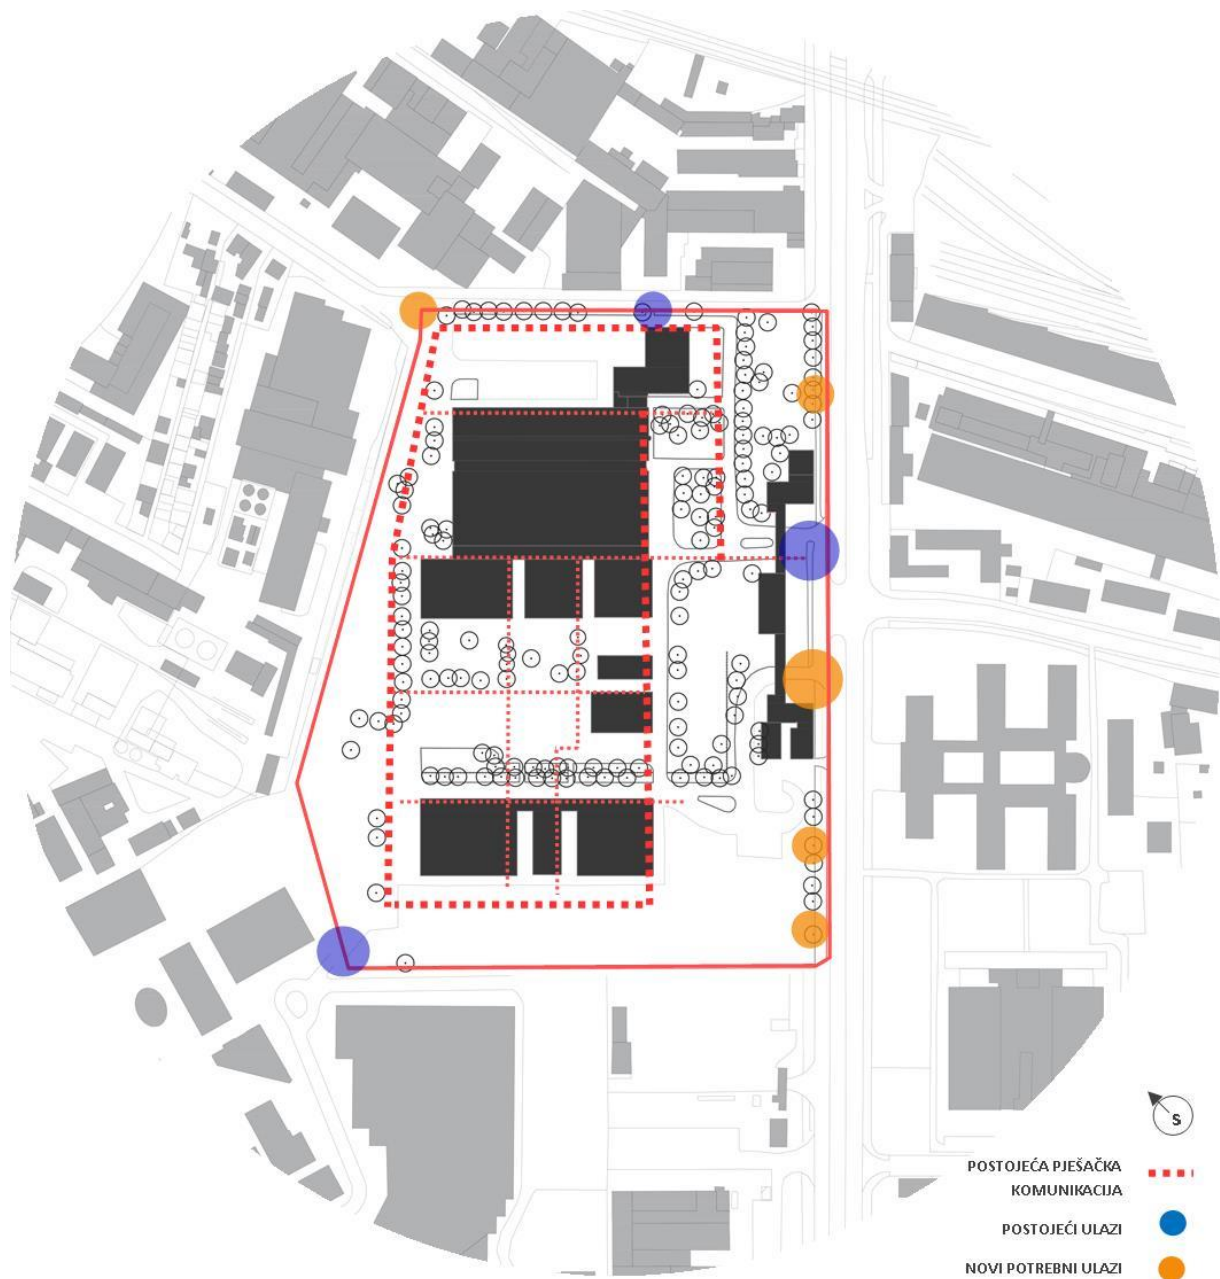 S
POSTOJEĆA PJEŠAČKA
KOMUNIKACIJA
POSTOJEĆI ULAZI
NOVI POTREBNI ULAZI